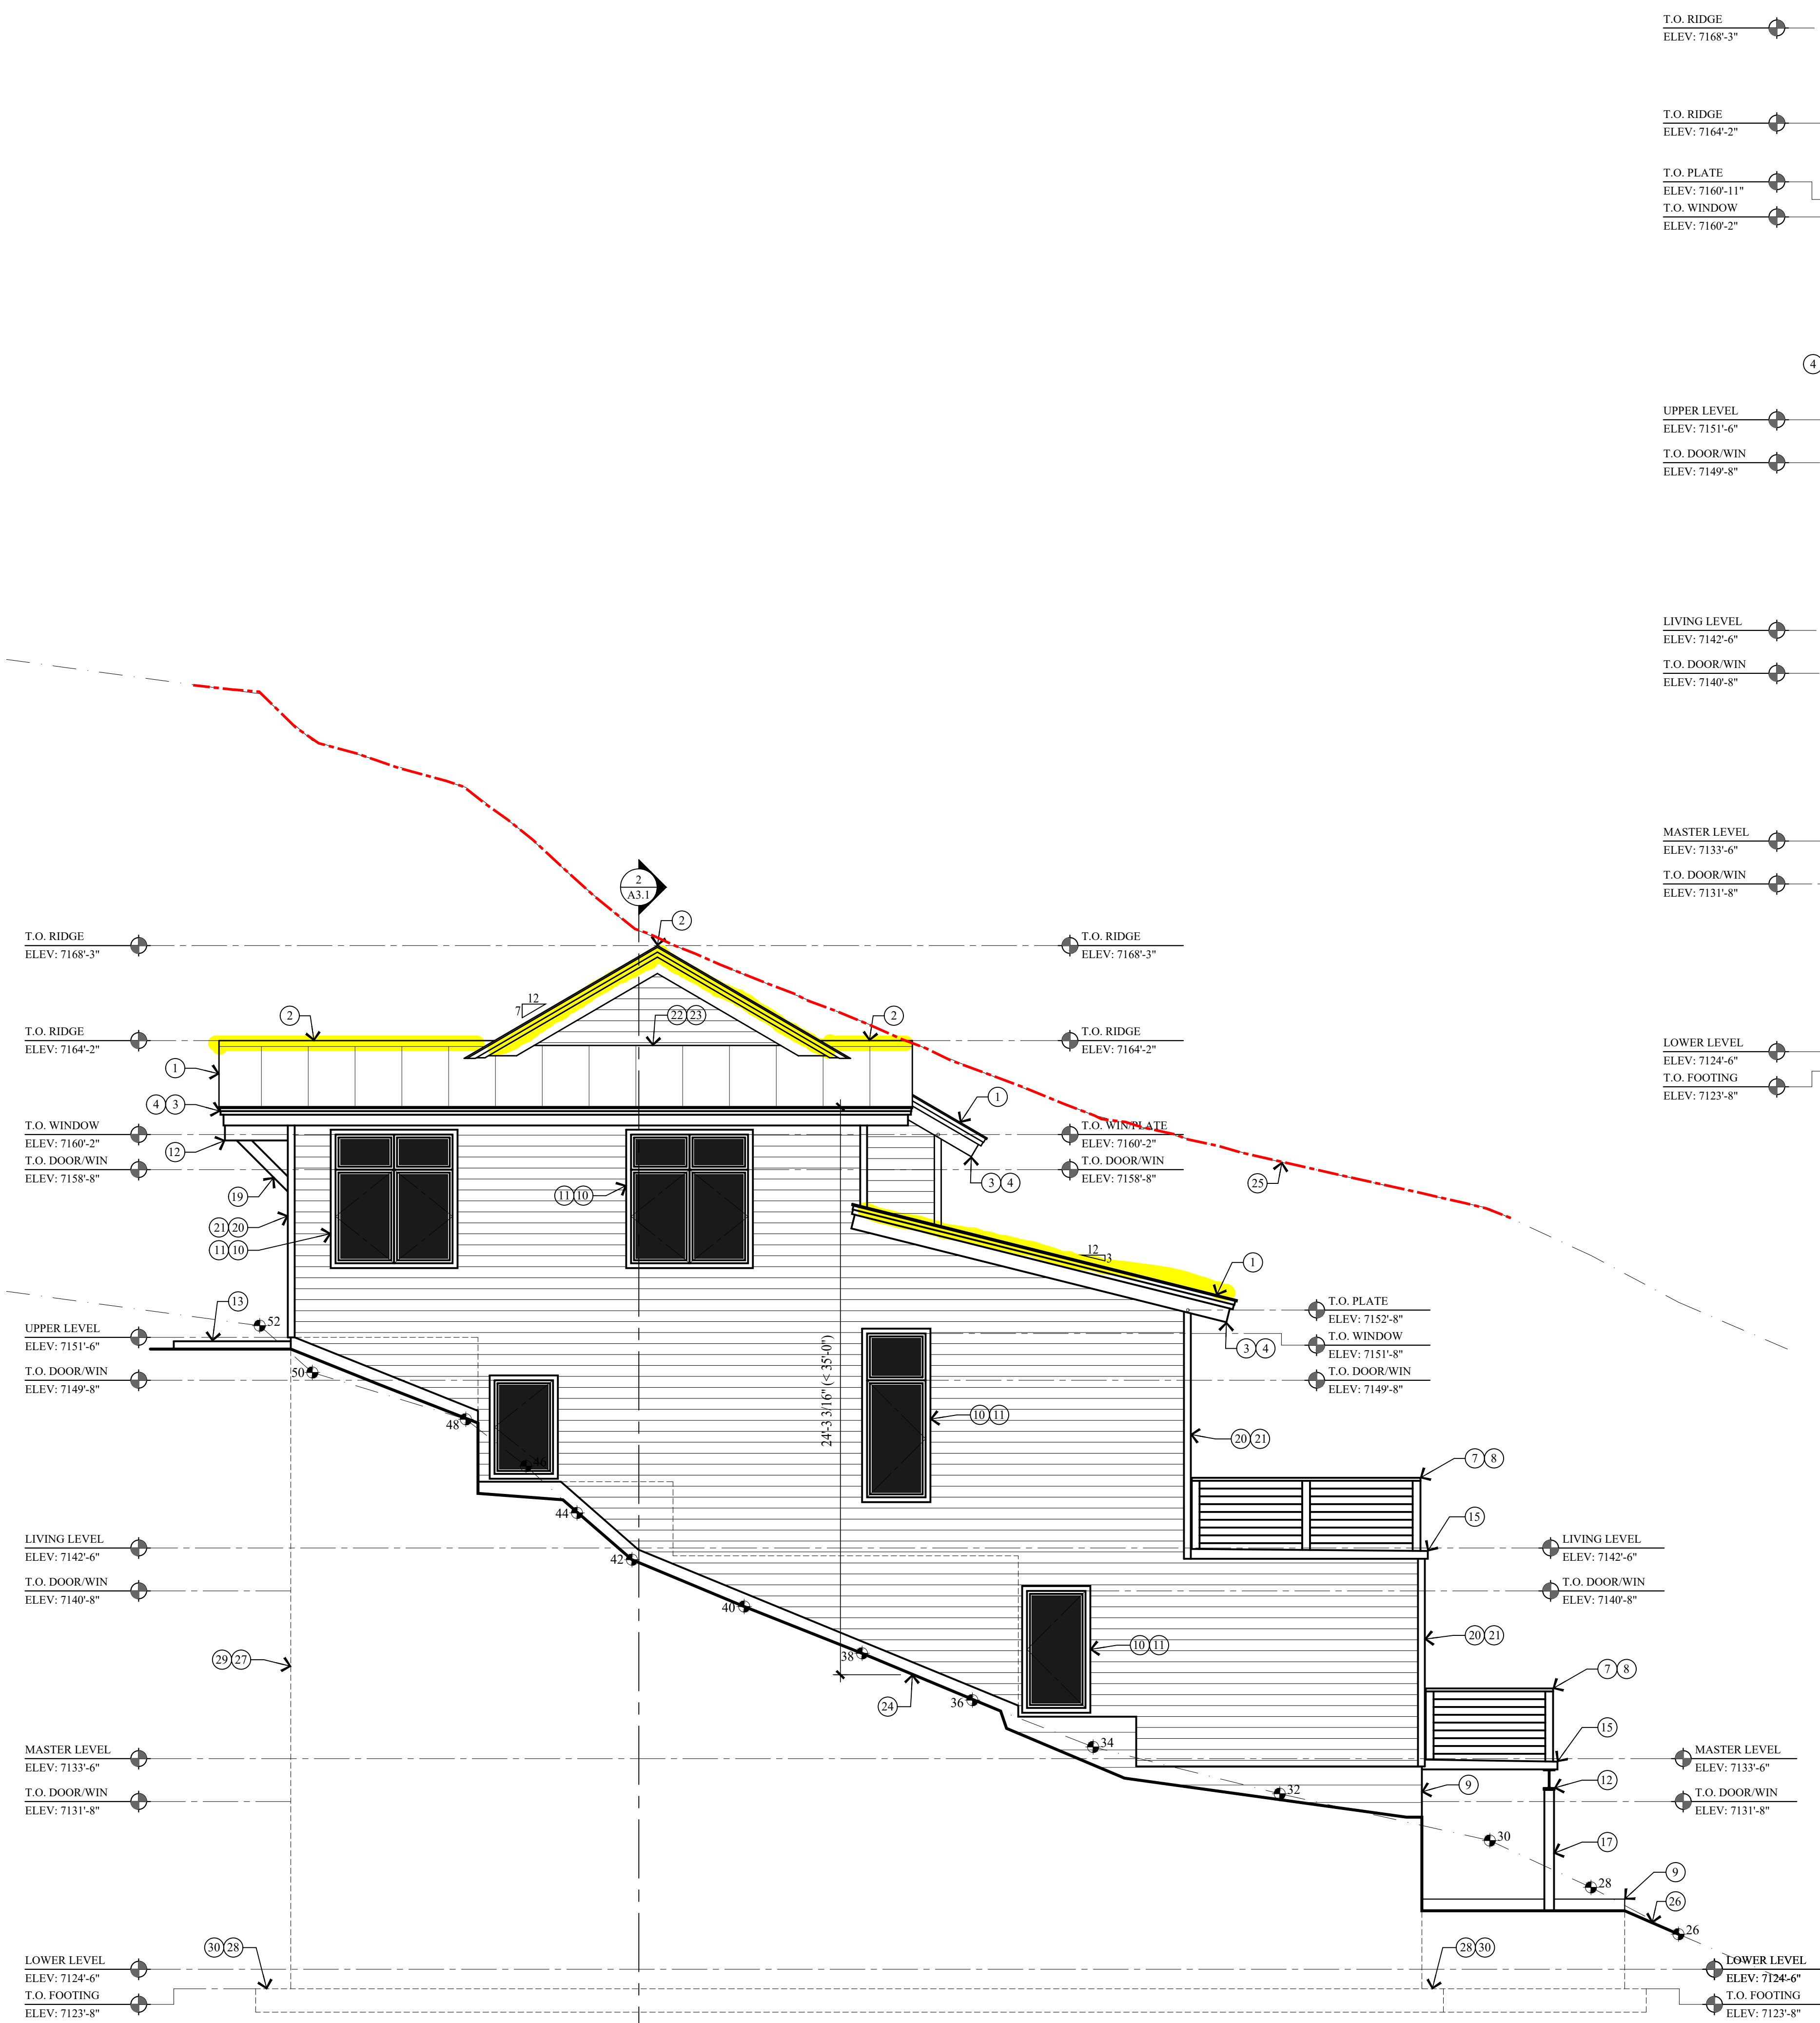 T.O. RIDGE
ELEV: 7168'-3"
T.O. RIDGE
ELEV: 7164'-2"
T.O. PLATE
ELEV: 7160'-11"
T.O. WINDOW
ELEV: 7160'-2"
4
UPPER LEVEL
ELEV: 7151'-6"
T.O. DOOR/WIN
ELEV: 7149'-8"
LIVING LEVEL
ELEV: 7142'-6"
T.O. DOOR/WIN
ELEV: 7140'-8"
MASTER LEVEL
ELEV: 7133'-6"
T.O. DOOR/WIN
ELEV: 7131'-8"
LOWER LEVEL
ELEV: 7124'-6"
T.O. FOOTING
ELEV: 7123'-8"
2
A3.1
2
T.O. RIDGE
ELEV: 7168'-3"
T.O. RIDGE
ELEV: 7168'-3"
12
7
2
22 23
2
T.O. RIDGE
ELEV: 7164'-2"
T.O. RIDGE
ELEV: 7164'-2"
1
4 3
1
T.O. WINDOW
ELEV: 7160'-2"
T.O. WIN/PLATE
ELEV: 7160'-2"
12
T.O. DOOR/WIN
ELEV: 7158'-8"
T.O. DOOR/WIN
ELEV: 7158'-8"
19
11 10
3 4
25
21 20
11 10
12
3
1
13
52
T.O. PLATE
ELEV: 7152'-8"
UPPER LEVEL
ELEV: 7151'-6"
T.O. WINDOW
ELEV: 7151'-8"
3 4
T.O. DOOR/WIN
ELEV: 7149'-8"
50
T.O. DOOR/WIN
ELEV: 7149'-8"
24'-3 3/16" (< 35'-0")
48
10 11
20 21
46
7 8
44
15
LIVING LEVEL
ELEV: 7142'-6"
42
LIVING LEVEL
ELEV: 7142'-6"
T.O. DOOR/WIN
ELEV: 7140'-8"
T.O. DOOR/WIN
ELEV: 7140'-8"
40
29 27
38
10 11
20 21
7 8
24
36
15
34
MASTER LEVEL
ELEV: 7133'-6"
MASTER LEVEL
ELEV: 7133'-6"
32
9
12
T.O. DOOR/WIN
ELEV: 7131'-8"
T.O. DOOR/WIN
ELEV: 7131'-8"
30
17
9
28
26
26
30 28
28 30
LOWER LEVEL
ELEV: 7124'-6"
LOWER LEVEL
ELEV: 7124'-6"
T.O. FOOTING
ELEV: 7123'-8"
T.O. FOOTING
ELEV: 7123'-8"